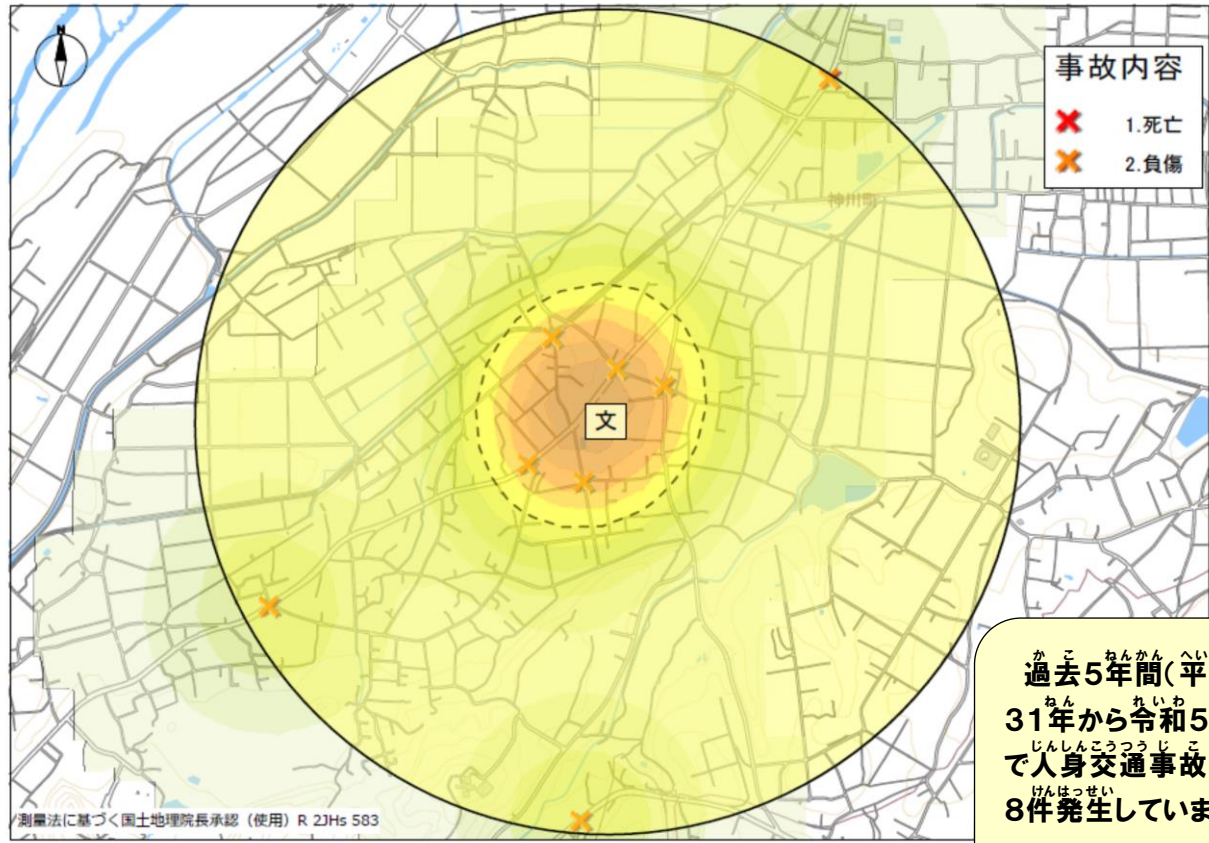 N
事故内容
1.死亡
2.負傷
神川町
文
過去5年間(平
31年から令和5
で人身交通事故
8件発生していま
測量法に基づく国土地理院長承認(使用)R 2JHs 583